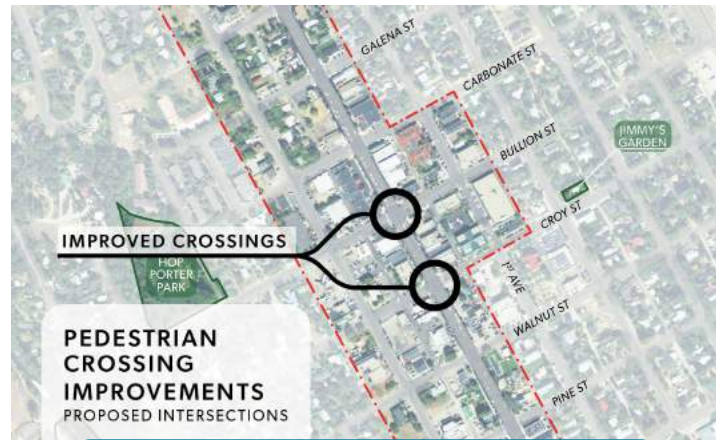 GALENA ST
CARBONATE ST
BULLION ST
JIMMY'S
GARDEN
CROY ST
IMPROVED CROSSINGS
HOP
PORTER
PARK
1ST AVE
WALNUT ST
PEDESTRIAN
CROSSING
IMPROVEMENTS
PROPOSED INTERSECTIONS
PINE ST